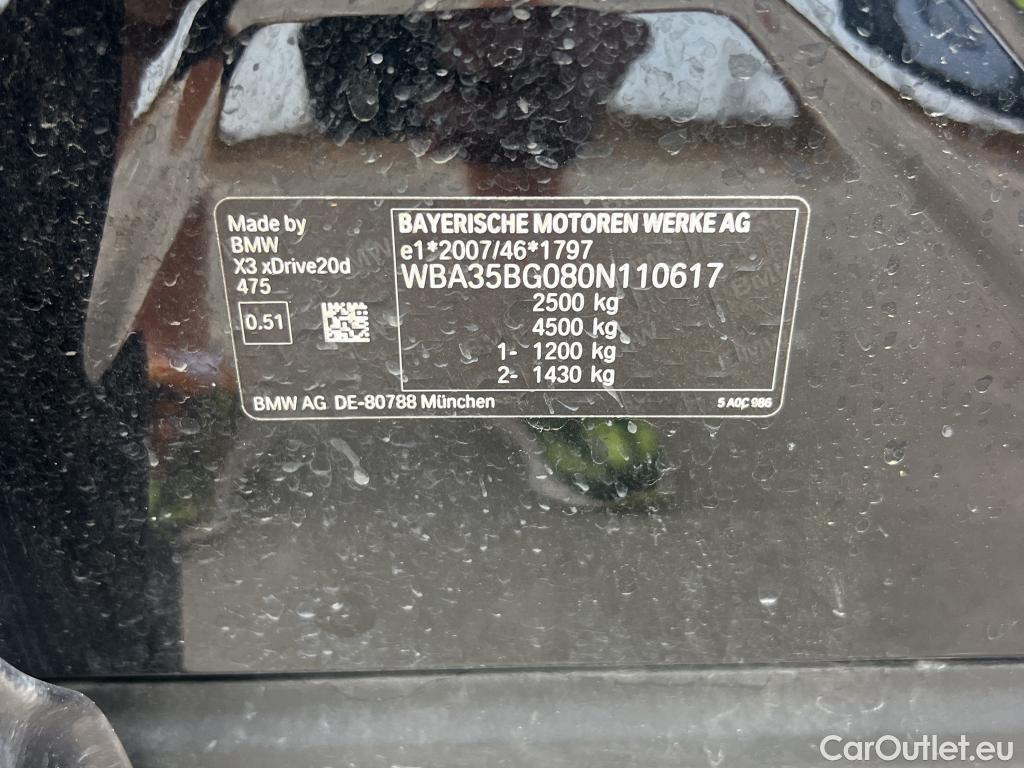 Made by
BMW
X3 xDrive20d
475
0.51
BAYERISCHE MOTOREN WERKE AG
e1*2007/46*1797
WBA35BG080N110617
2500 kg
4500 kg
1- 1200 kg
2- 1430 kg
BMW AG DE-80788 München
5 A0C 986
CarOutlet.eu